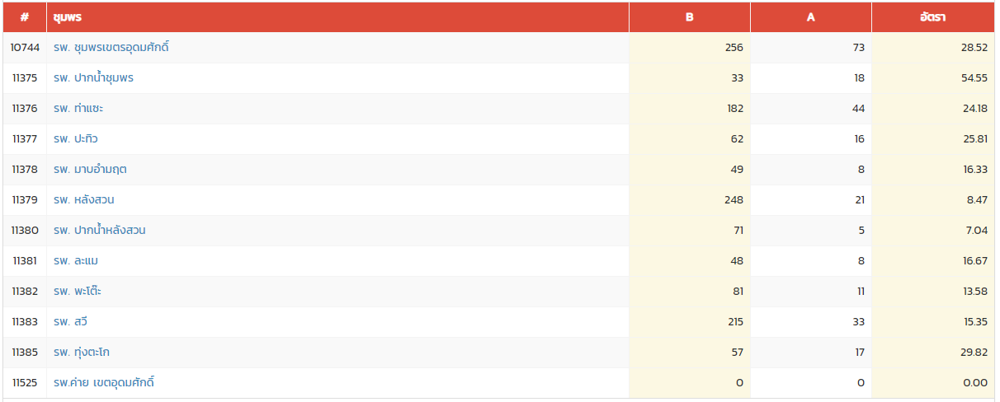 # ชุมพร B A อัตรา
10744 รพ. ชุมพรเขตรอุดมศักดิ์ 256 73 28.52
11375 รพ. ปากน้ำชุมพร 33 18 54.55
11376 รพ. ท่าแซะ 182 44 24.18
11377 รพ. ปะทิว 62 16 25.81
11378 รพ. มาบอำมฤต 49 8 16.33
11379 รพ. หลังสวน 248 21 8.47
11380 รพ. ปากน้ำหลังสวน 71 5 7.04
11381 รพ. ละแม 48 8 16.67
11382 รพ. พะโต๊ะ 81 11 13.58
11383 รพ. สวี 215 33 15.35
11385 รพ. ทุ่งตะโก 57 17 29.82
11525 รพ.ค่าย เขตอุดมศักดิ์ 0 0 0.00